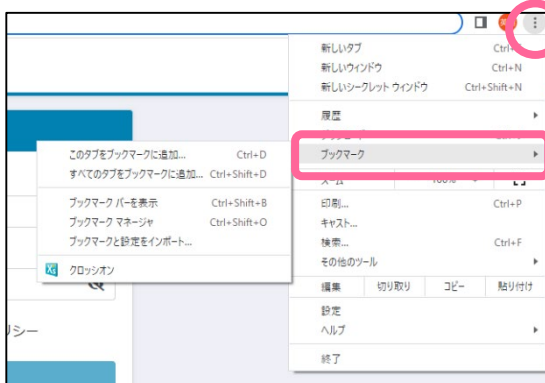 新しいタブ
新しいウィンドウ Ctrl+N
新しいシークレット ウィンドウ Ctrl+Shift+N
履歴
ブックマーク
ズーム 100%
印刷... Ctrl+P
キャスト...
検索... Ctrl+F
その他のツール
編集 切り取り コピー 貼り付け
設定
ヘルプ
終了
このタブをブックマークに追加... Ctrl+D
すべてのタブをブックマークに追加... Ctrl+Shift+D
ブックマーク バーを表示 Ctrl+Shift+B
ブックマーク マネージャ Ctrl+Shift+O
ブックマークと設定をインポート...
クロッシオン
リシー